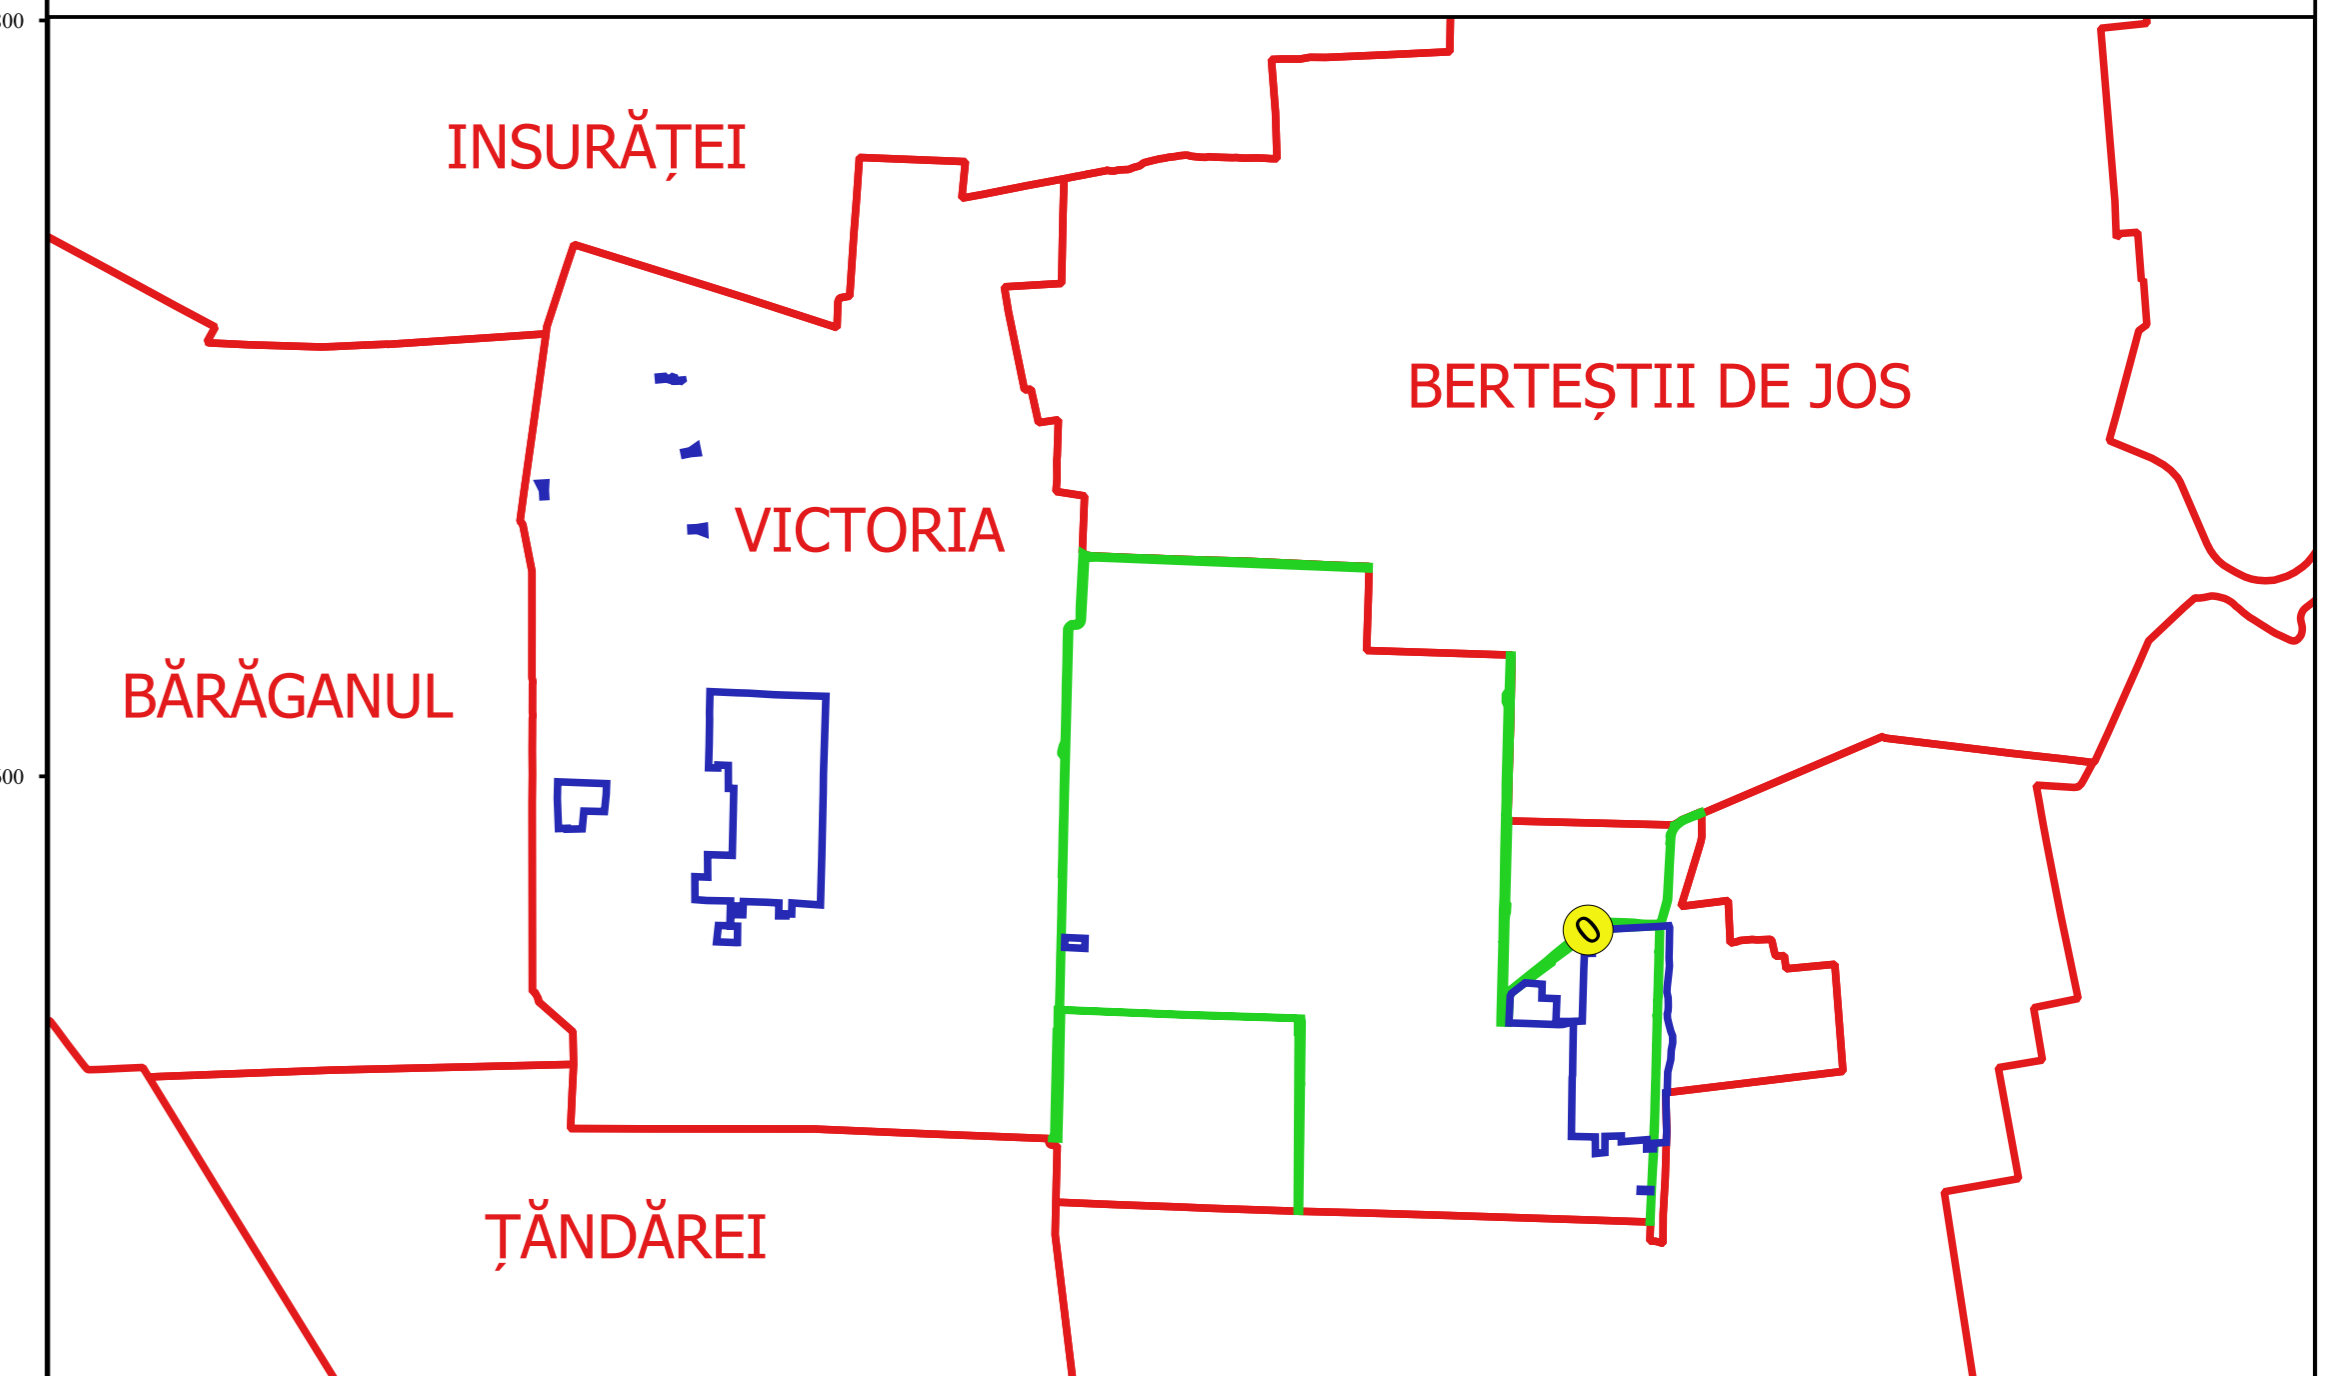 INSURĂȚEI
BERTEȘTII DE JOS
VICTORIA
BĂRĂGANUL
0
ȚĂNDĂREI